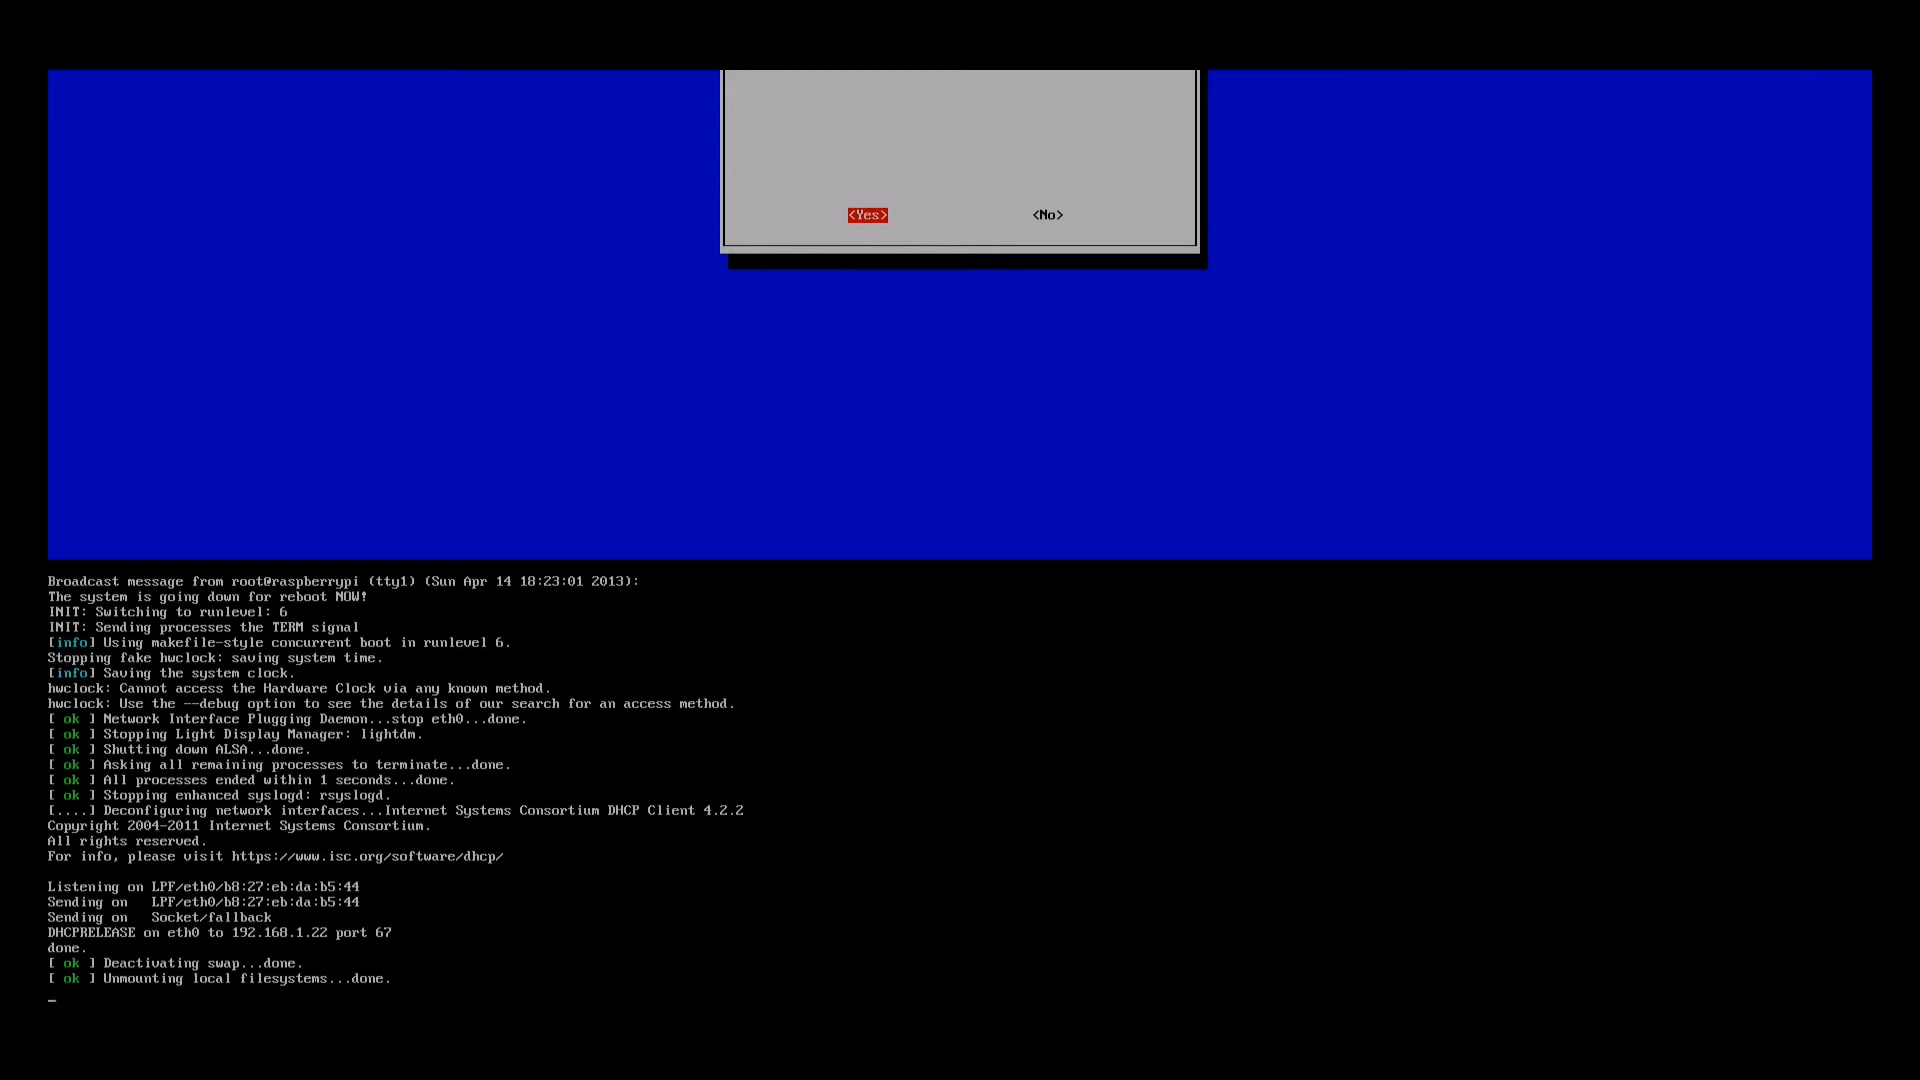 <Yes> <No>
Broadcast message from root@raspberrypi (tty1) (Sun Apr 14 18:23:01 2013):
The system is going down for reboot NOW!
INIT: Switching to runlevel: 6
INIT: Sending processes the TERM signal
[info] Using makefile-style concurrent boot in runlevel 6.
Stopping fake hwclock: saving system time.
[info] Saving the system clock.
hwclock: Cannot access the Hardware Clock via any known method.
hwclock: Use the --debug option to see the details of our search for an access method.
[ ok ] Network Interface Plugging Daemon...stop eth0...done.
[ ok ] Stopping Light Display Manager: lightdm.
[ ok ] Shutting down ALSA...done.
[ ok ] Asking all remaining processes to terminate...done.
[ ok ] All processes ended within 1 seconds...done.
[ ok ] Stopping enhanced syslogd: rsyslogd.
[....] Deconfiguring network interfaces...Internet Systems Consortium DHCP Client 4.2.2
Copyright 2004-2011 Internet Systems Consortium.
All rights reserved.
For info, please visit https://www.isc.org/software/dhcp/
Listening on LPF/eth0/b8:27:eb:da:b5:44
Sending on   LPF/eth0/b8:27:eb:da:b5:44
Sending on   Socket/fallback
DHCPRELEASE on eth0 to 192.168.1.22 port 67
done.
[ ok ] Deactivating swap...done.
[ ok ] Unmounting local filesystems...done.